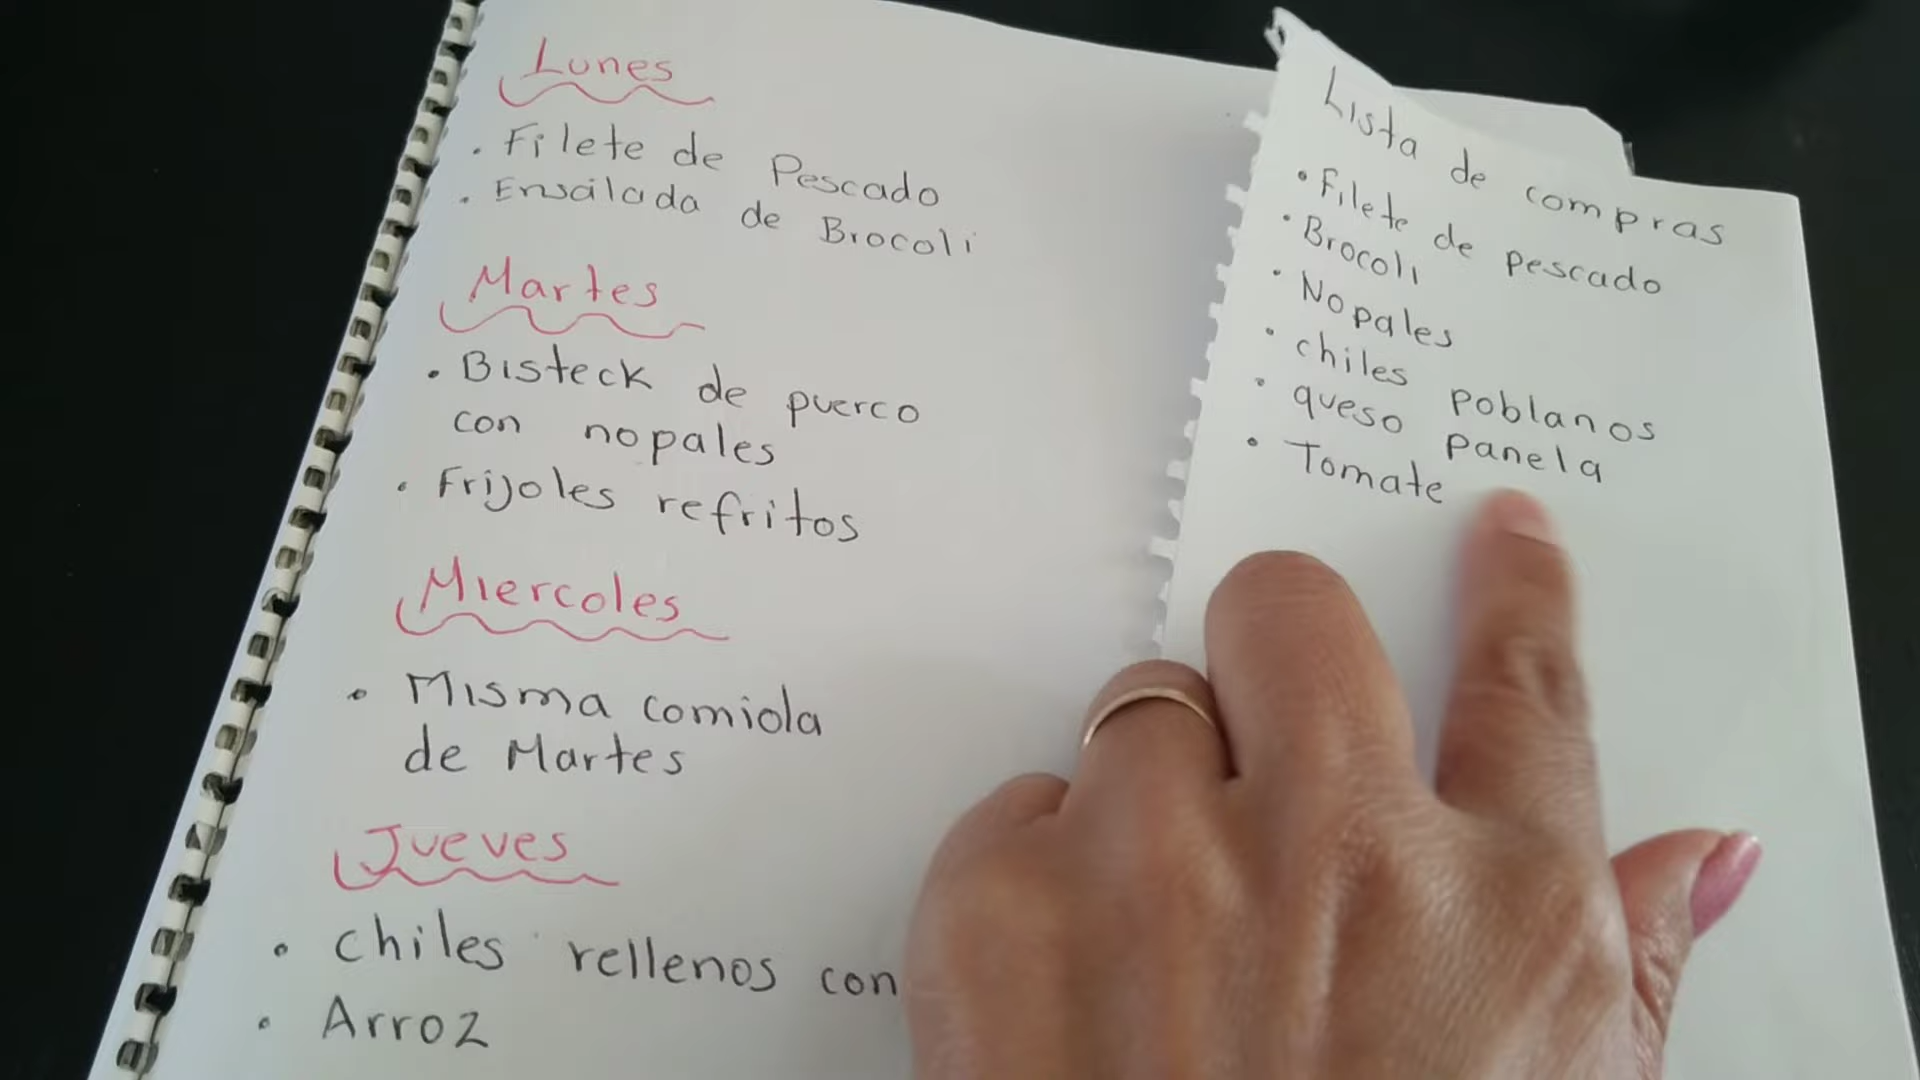 Lunes
. Filete de Pescado
. Ensalada de Brocoli
Martes
. Bisteck de puerco
con nopales
. Frijoles refritos
Miercoles
. Misma comida
de Martes
Jueves
. chiles rellenos con
. Arroz
Lista de compras
. Filete de pescado
. Brocoli
. Nopales
. chiles poblanos
. queso panela
. Tomate